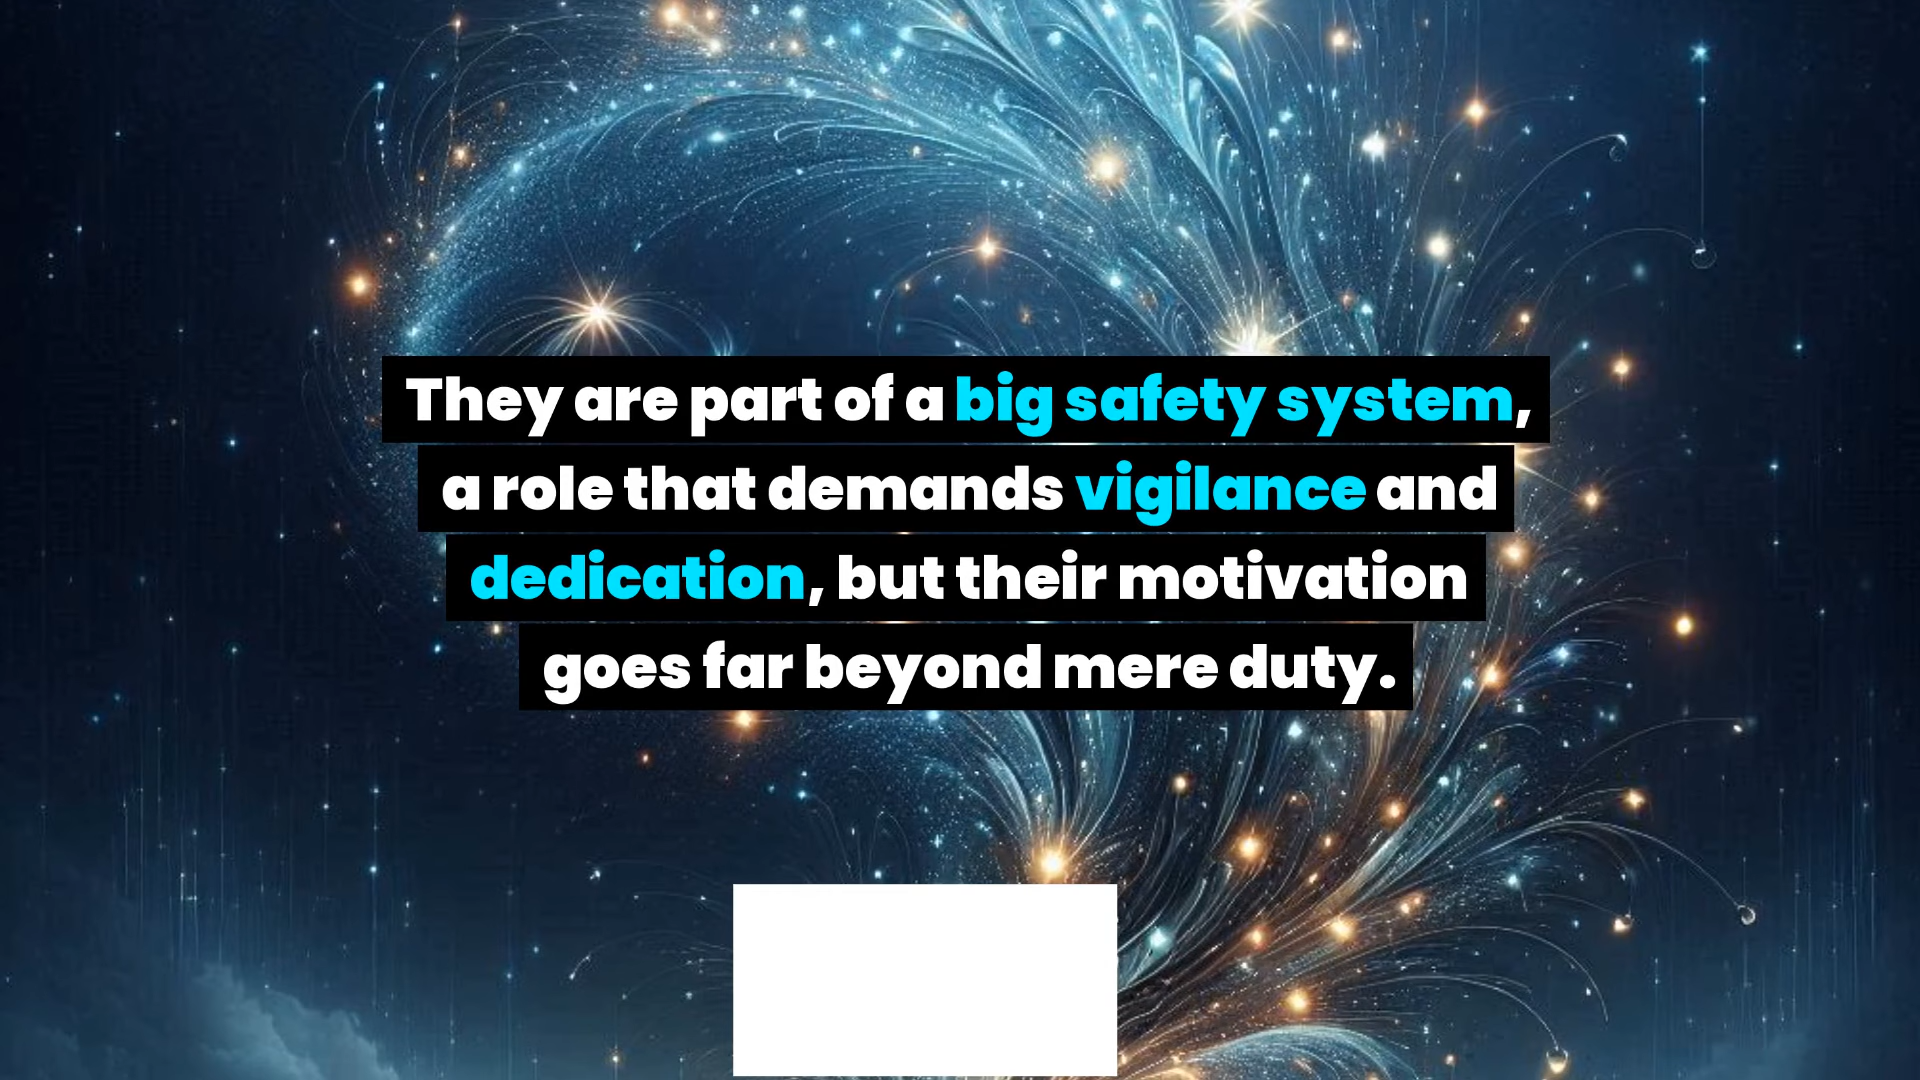 They are part of a big safety system,
a role that demands vigilance and
dedication, but their motivation
goes far beyond mere duty.